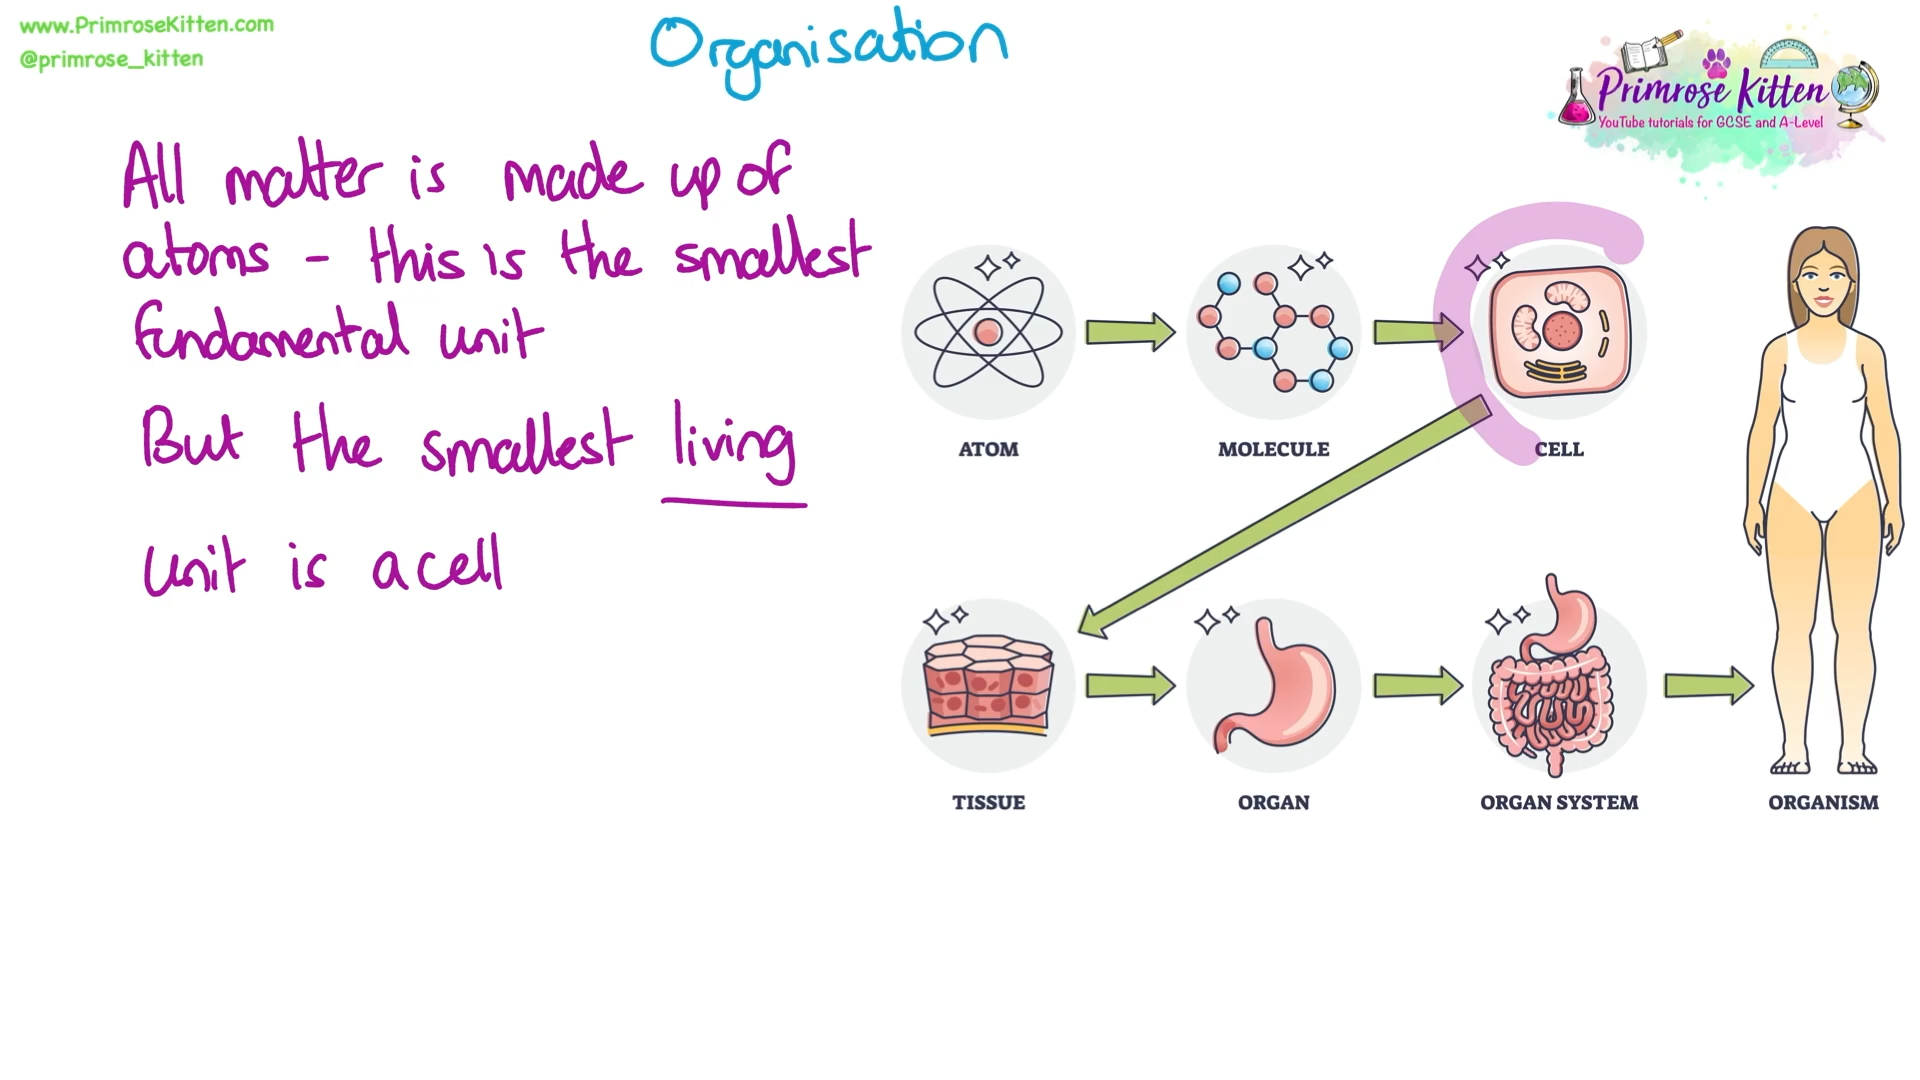 www.PrimroseKitten.com
@primrose_kitten
Organisation
Primrose Kitten
YouTube tutorials for GCSE and A-Level
All matter is made up of
atoms - this is the smallest
fundamental unit
But the smallest living
unit is a cell
ATOM
MOLECULE
CELL
TISSUE
ORGAN
ORGAN SYSTEM
ORGANISM